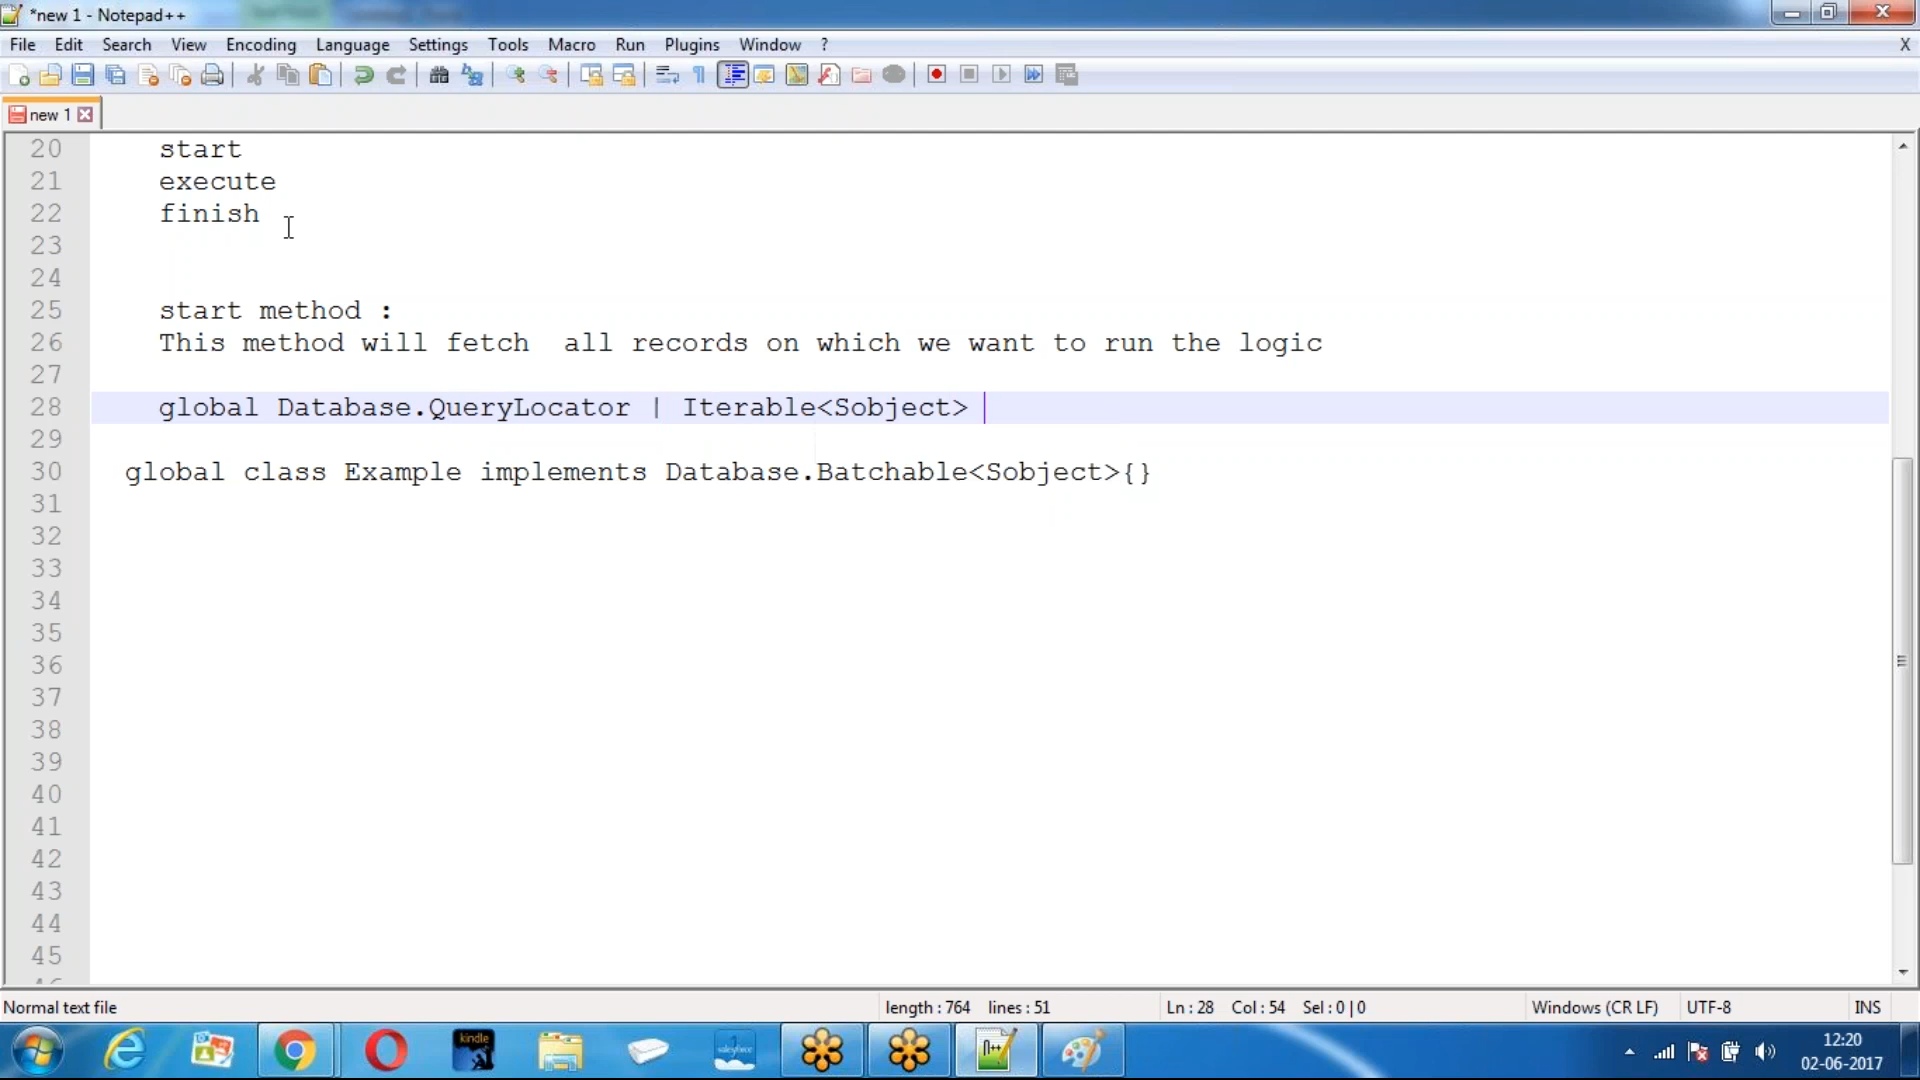 *new 1 - Notepad++
File Edit Search View Encoding Language Settings Tools Macro Run Plugins Window ? X
new 1
20 start
21 execute
22 finish
23
24
25 start method :
26 This method will fetch  all records on which we want to run the logic
27
28 global Database.QueryLocator | Iterable<Sobject>
29
30 global class Example implements Database.Batchable<Sobject>{}
31
32
33
34
35
36
37
38
39
40
41
42
43
44
45
Normal text file length : 764 lines : 51 Ln : 28 Col : 54 Sel : 0 | 0 Windows (CR LF) UTF-8 INS
kindle
salesforce
12:20
02-06-2017